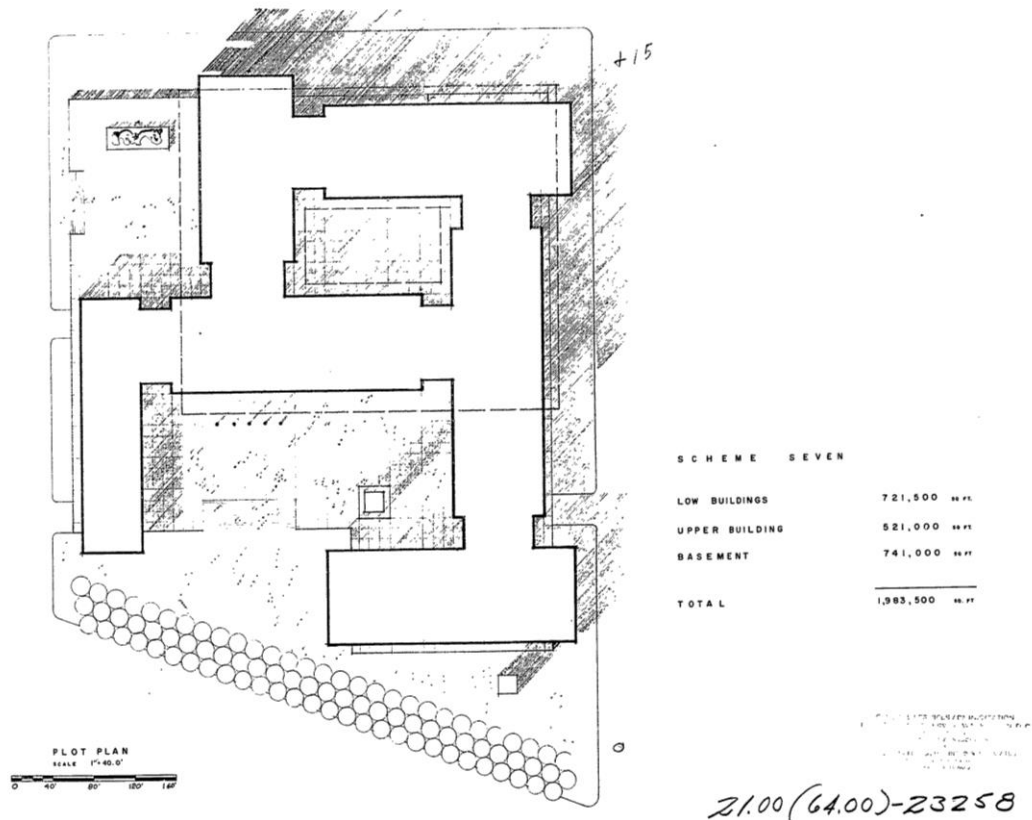 +15
SCHEME SEVEN
LOW BUILDINGS 721,500 SQ FT.
UPPER BUILDING 521,000 SQ FT
BASEMENT 741,000 SQ FT
TOTAL 1,983,500 SQ. FT
PLOT PLAN
SCALE 1"=40.0'
0 40' 80' 120' 160'
21.00 (64.00)-23258